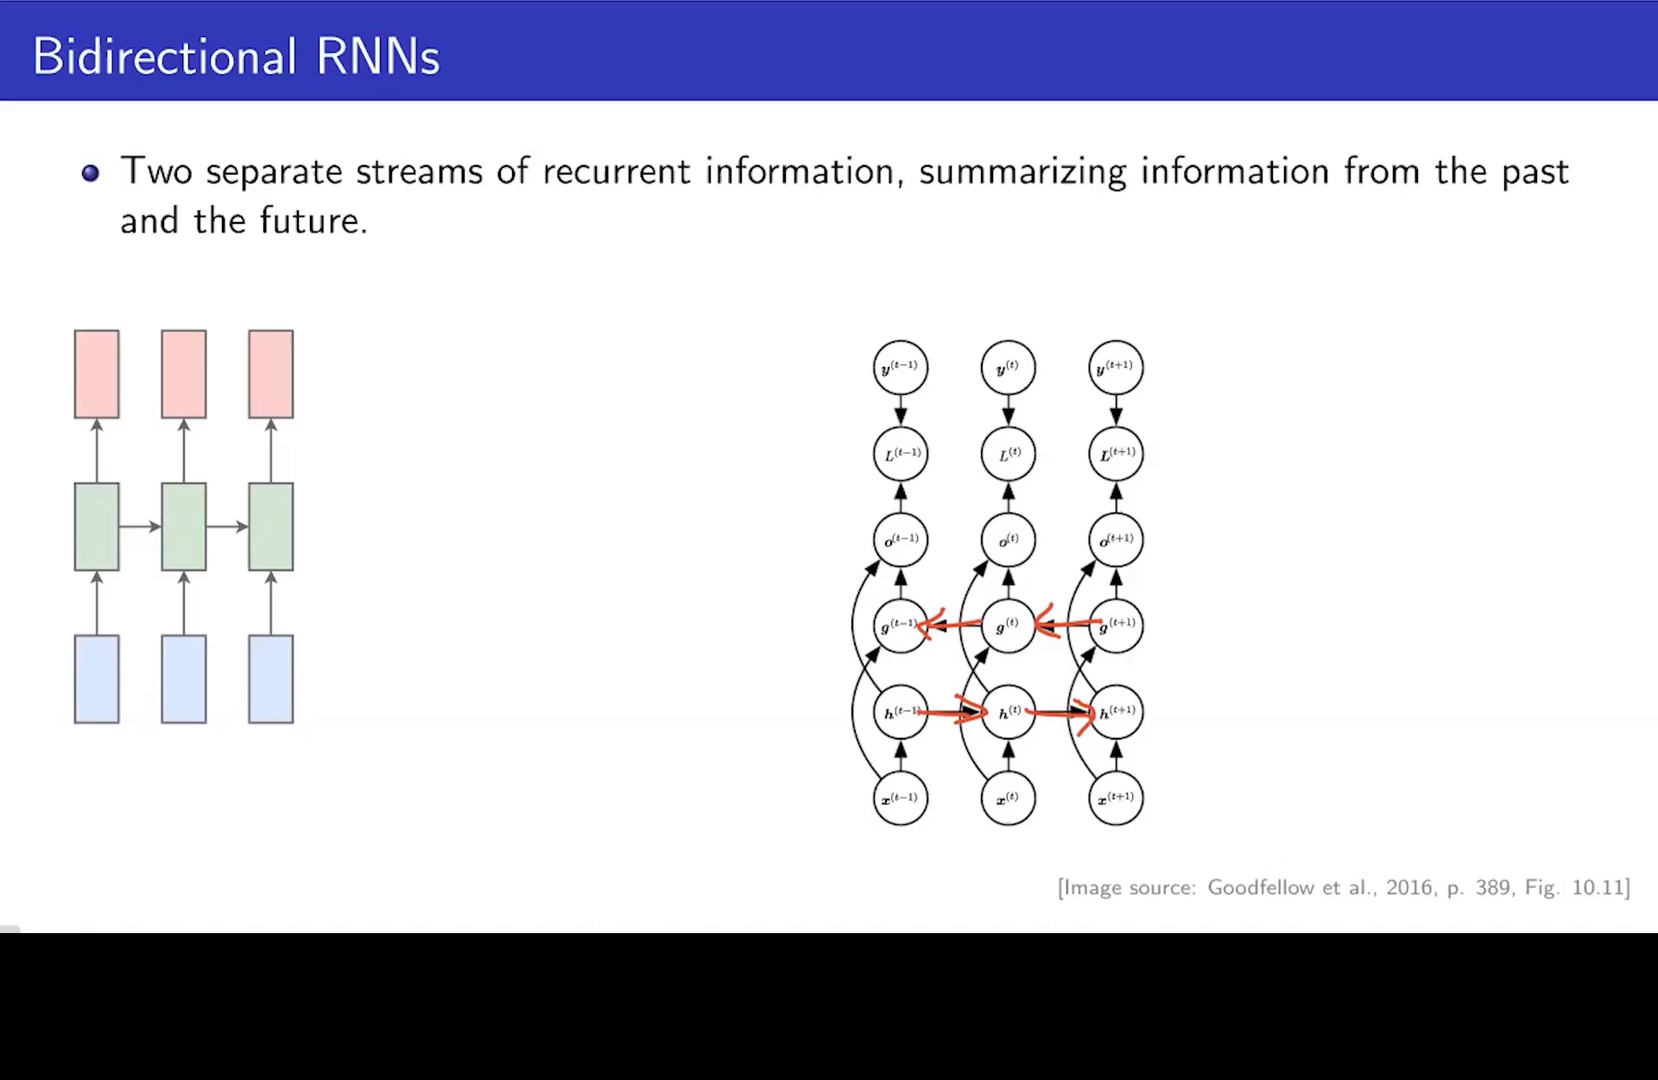 Bidirectional RNNs
Two separate streams of recurrent information, summarizing information from the past
and the future.
y(t−1) y(t) y(t+1)
L(t−1) L(t) L(t+1)
o(t−1) o(t) o(t+1)
g(t−1) g(t) g(t+1)
h(t−1) h(t) h(t+1)
x(t−1) x(t) x(t+1)
[Image source: Goodfellow et al., 2016, p. 389, Fig. 10.11]